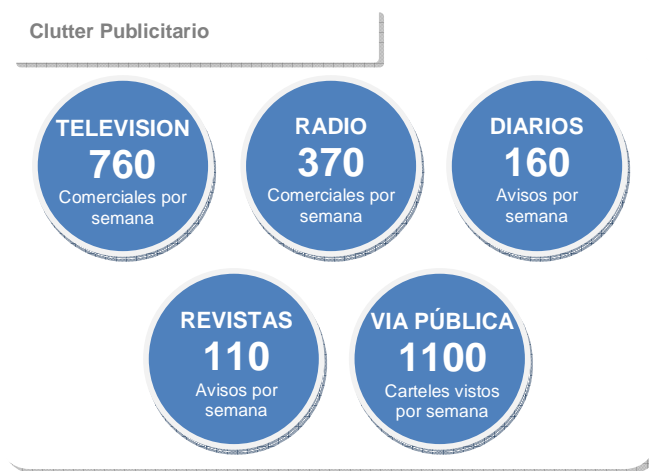 Clutter Publicitario
TELEVISION
760
Comerciales por
semana
RADIO
370
Comerciales por
semana
DIARIOS
160
Avisos por
semana
REVISTAS
110
Avisos por
semana
VIA PÚBLICA
1100
Carteles vistos
por semana